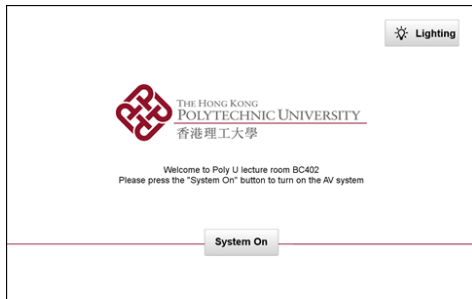 Lighting
THE HONG KONG
POLYTECHNIC UNIVERSITY
香港理工大學
Welcome to Poly U lecture room BC402
Please press the "System On" button to turn on the AV system
System On